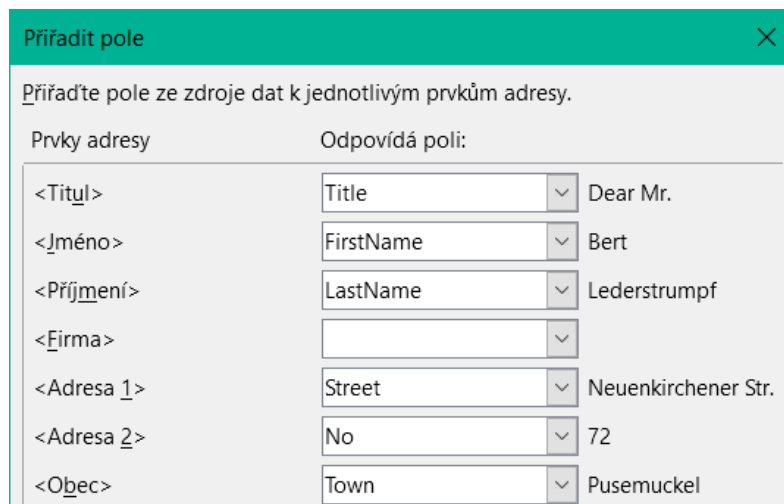 Přiřadit pole
Přiřaďte pole ze zdroje dat k jednotlivým prvkům adresy.
Prvky adresy Odpovídá poli:
<Titul> Title Dear Mr.
<Jméno> FirstName Bert
<Příjmení> LastName Lederstrumpf
<Firma>
<Adresa 1> Street Neuenkirchener Str.
<Adresa 2> No 72
<Obec> Town Pusemuckel